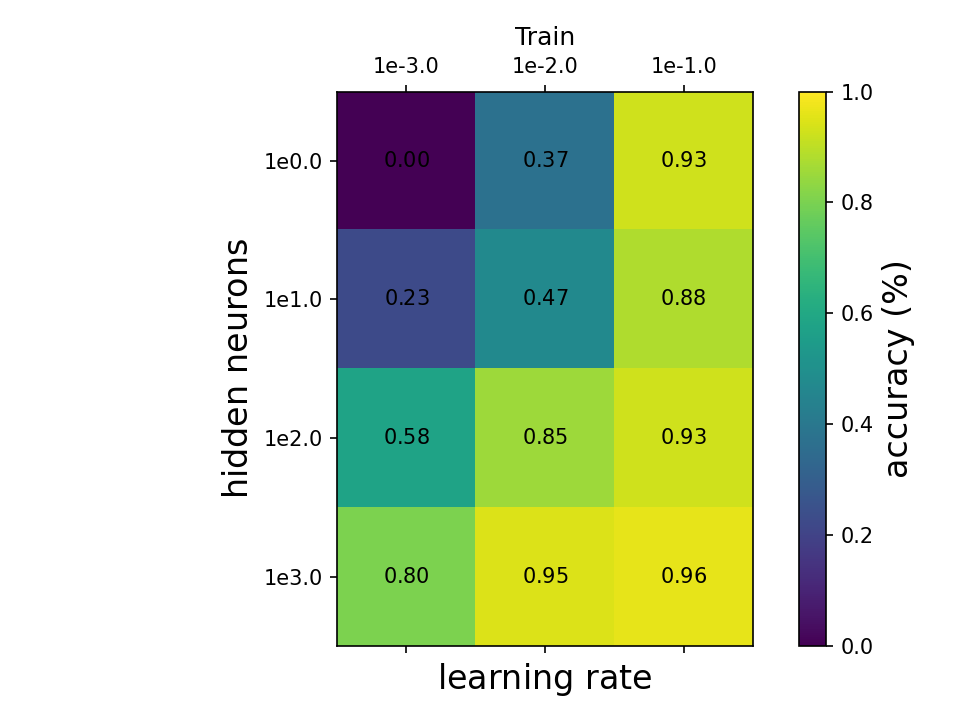 Train
1e-3.0 1e-2.0 1e-1.0
1e0.0 0.00 0.37 0.93
1e1.0 0.23 0.47 0.88
1e2.0 0.58 0.85 0.93
1e3.0 0.80 0.95 0.96
hidden neurons
learning rate
1.0
0.8
0.6
0.4
0.2
0.0
accuracy (%)